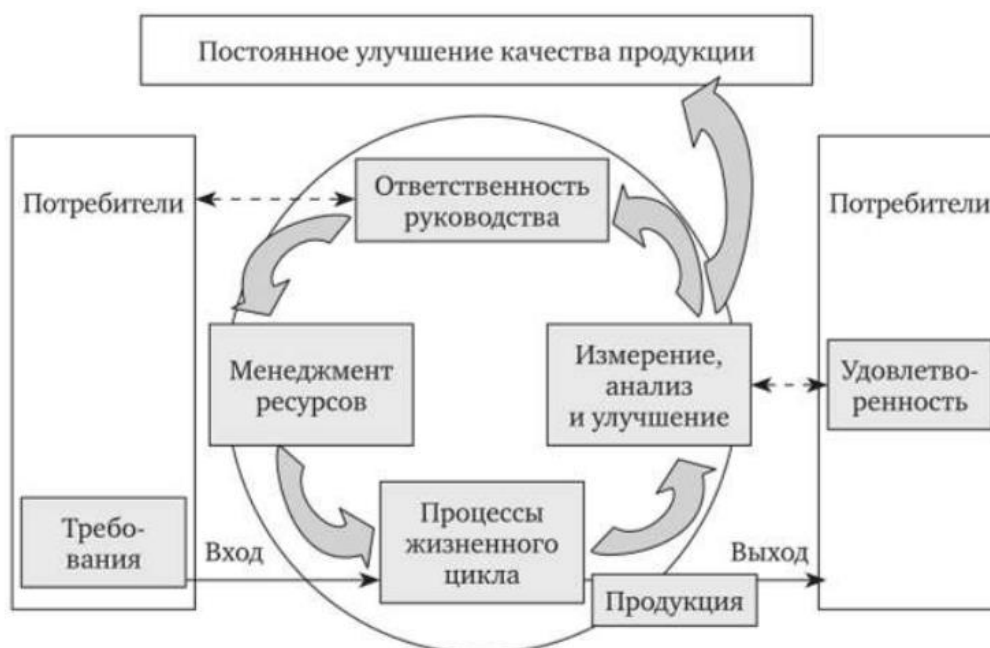 Постоянное улучшение качества продукции
Потребители
Ответственность
руководства
Потребители
Менеджмент
ресурсов
Измерение,
анализ
и улучшение
Удовлетво-
ренность
Требо-
вания
Вход
Процессы
жизненного
цикла
Выход
Продукция